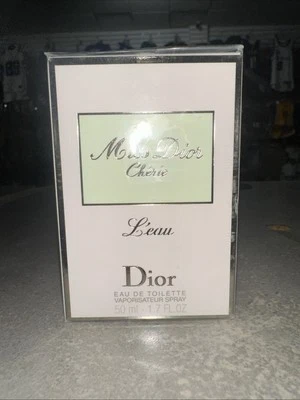 Miss Dior
Chérie
L'eau
Dior
EAU DE TOILETTE
VAPORISATEUR SPRAY
50 ml - 1.7 FL.OZ